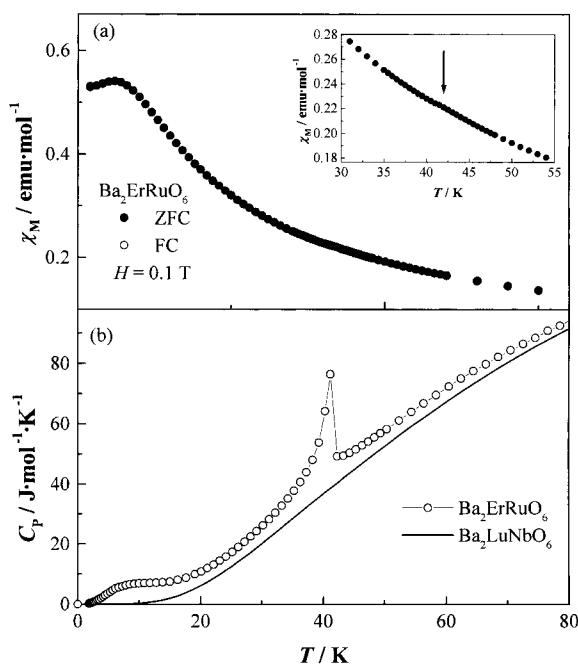 (a)
χM / emu·mol⁻¹
0.6
0.4
0.2
Ba₂ErRuO₆
ZFC
FC
H = 0.1 T
χM / emu·mol⁻¹
0.28
0.26
0.24
0.22
0.20
0.18
30 35 40 45 50 55
T / K
(b)
CP / J·mol⁻¹·K⁻¹
80
60
40
20
0
Ba₂ErRuO₆
Ba₂LuNbO₆
0 20 40 60 80
T / K